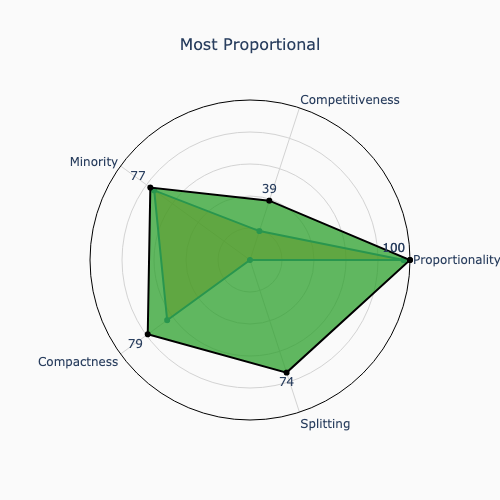 Most Proportional
Competitiveness
Minority
77
39
100
Proportionality
79
Compactness
74
Splitting